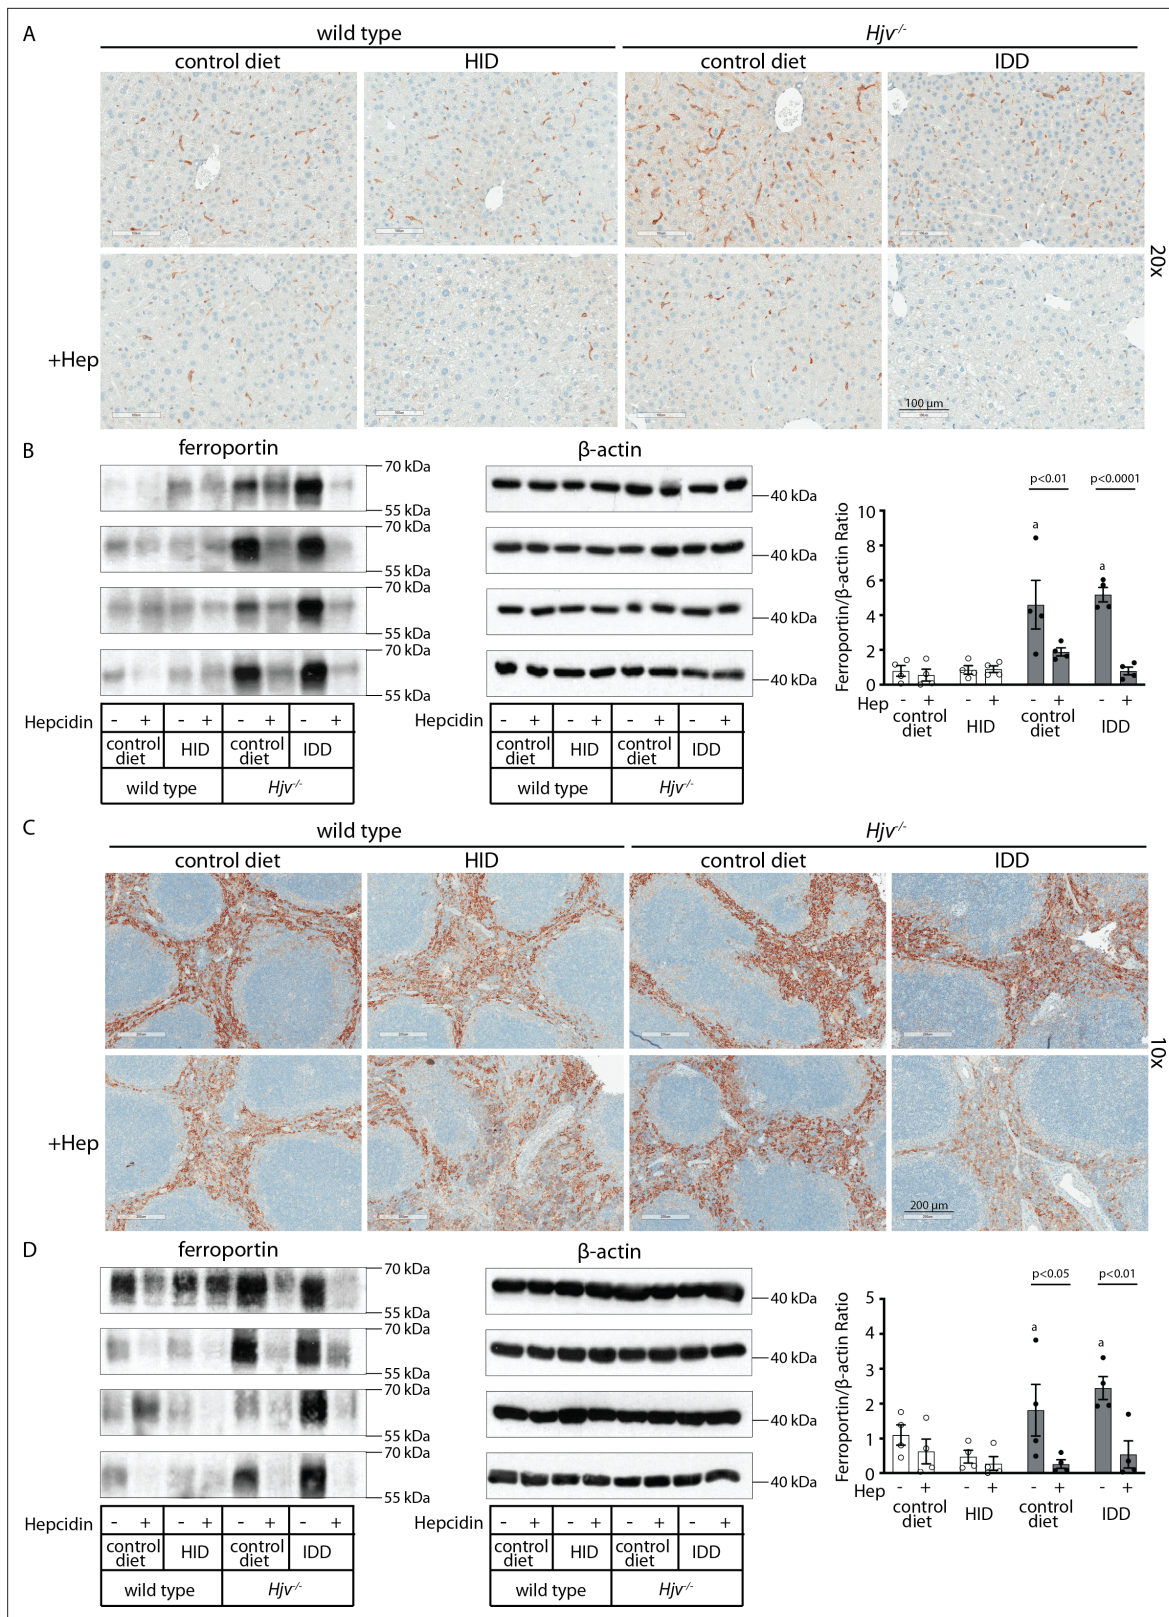 A
wild type
Hjv-/-
control diet
HID
control diet
IDD
20x
+Hep
100 µm
B
ferroportin
β-actin
70 kDa
55 kDa
70 kDa
55 kDa
70 kDa
55 kDa
70 kDa
55 kDa
40 kDa
40 kDa
40 kDa
40 kDa
Hepcidin - + - + - + - +
control diet HID control diet IDD
wild type Hjv-/-
Hepcidin - + - + - + - +
control diet HID control diet IDD
wild type Hjv-/-
p<0.01 p<0.0001
a a
Ferroportin/β-actin Ratio
10
8
6
4
2
0
Hep - + - + - + - +
control diet HID control diet IDD
C
wild type
Hjv-/-
control diet
HID
control diet
IDD
10x
+Hep
200 µm
D
ferroportin
β-actin
70 kDa
55 kDa
70 kDa
55 kDa
70 kDa
55 kDa
70 kDa
55 kDa
40 kDa
40 kDa
40 kDa
40 kDa
Hepcidin - + - + - + - +
control diet HID control diet IDD
wild type Hjv-/-
Hepcidin - + - + - + - +
control diet HID control diet IDD
wild type Hjv-/-
p<0.05 p<0.01
a a
Ferroportin/β-actin Ratio
5
4
3
2
1
0
Hep - + - + - + - +
control diet HID control diet IDD